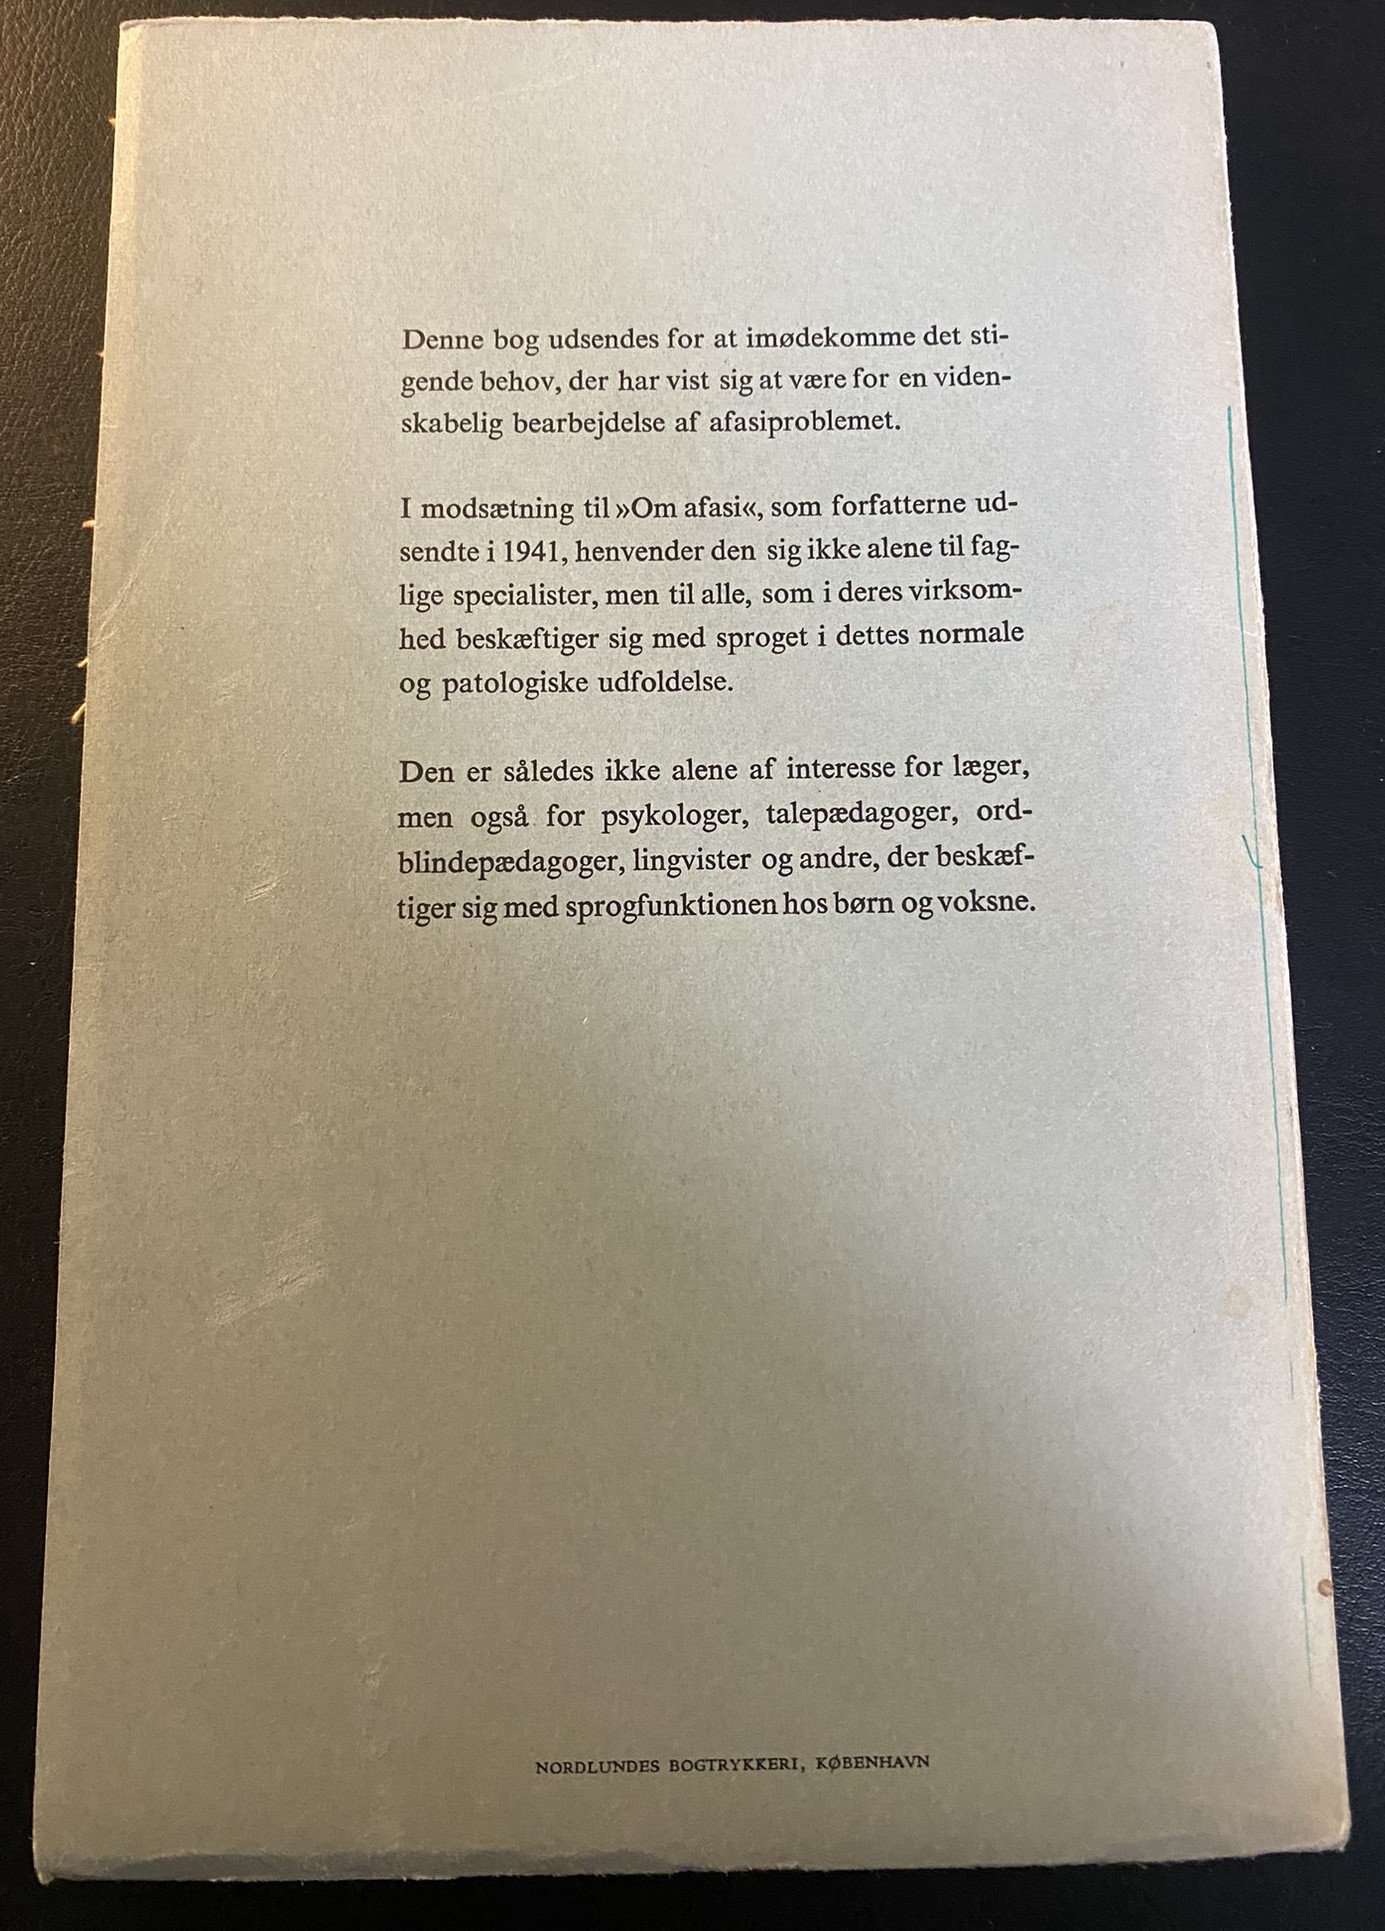 Denne bog udsendes for at imødekomme det sti-
gende behov, der har vist sig at være for en viden-
skabelig bearbejdelse af afasiproblemet.
I modsætning til »Om afasi«, som forfatterne ud-
sendte i 1941, henvender den sig ikke alene til fag-
lige specialister, men til alle, som i deres virksom-
hed beskæftiger sig med sproget i dettes normale
og patologiske udfoldelse.
Den er således ikke alene af interesse for læger,
men også for psykologer, talepædagoger, ord-
blindepædagoger, lingvister og andre, der beskæf-
tiger sig med sprogfunktionen hos børn og voksne.
NORDLUNDES BOGTRYKKERI, KØBENHAVN